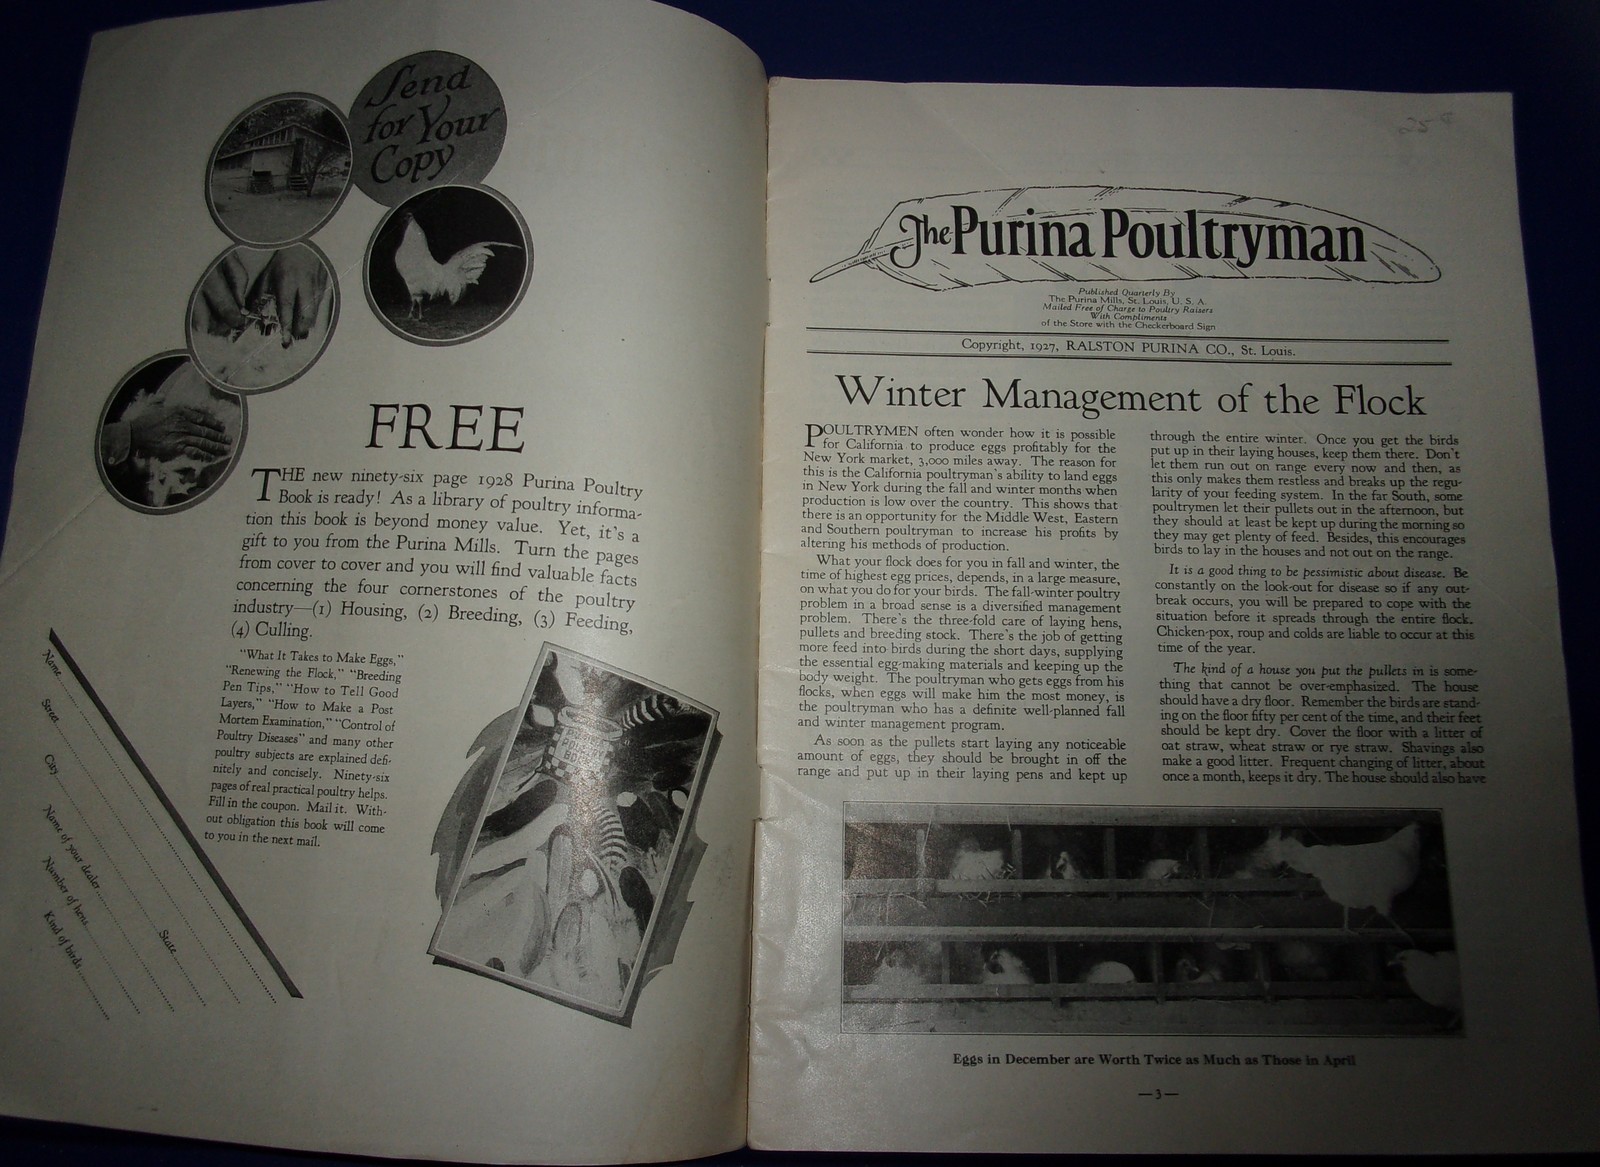 Send
for Your
Copy
FREE
THE new ninety-six page 1928 Purina Poultry
Book is ready! As a library of poultry informa-
tion this book is beyond money value. Yet, it's a
gift to you from the Purina Mills. Turn the pages
from cover to cover and you will find valuable facts
concerning the four cornerstones of the poultry
industry—(1) Housing, (2) Breeding, (3) Feeding,
(4) Culling.
"What It Takes to Make Eggs,"
"Renewing the Flock," "Breeding
Pen Tips," "How to Tell Good
Layers," "How to Make a Post
Mortem Examination," "Control of
Poultry Diseases" and many other
poultry subjects are explained defi-
nitely and concisely. Ninety-six
pages of real practical poultry helps.
Fill in the coupon. Mail it. With-
out obligation this book will come
to you in the next mail.
Name
Street
City
State
Name of your dealer
Number of hens
Kind of birds
PURINA
POULTRY
BOOK
The Purina Poultryman
Published Quarterly By
The Purina Mills, St. Louis, U. S. A.
Mailed Free of Charge to Poultry Raisers
With Compliments
of the Store with the Checkerboard Sign
Copyright, 1927, RALSTON PURINA CO., St. Louis.
Winter Management of the Flock
POULTRYMEN often wonder how it is possible
for California to produce eggs profitably for the
New York market, 3,000 miles away. The reason for
this is the California poultryman's ability to land eggs
in New York during the fall and winter months when
production is low over the country. This shows that
there is an opportunity for the Middle West, Eastern
and Southern poultryman to increase his profits by
altering his methods of production.
What your flock does for you in fall and winter, the
time of highest egg prices, depends, in a large measure,
on what you do for your birds. The fall-winter poultry
problem in a broad sense is a diversified management
problem. There's the three-fold care of laying hens,
pullets and breeding stock. There's the job of getting
more feed into birds during the short days, supplying
the essential egg-making materials and keeping up the
body weight. The poultryman who gets eggs from his
flocks, when eggs will make him the most money, is
the poultryman who has a definite well-planned fall
and winter management program.
As soon as the pullets start laying any noticeable
amount of eggs, they should be brought in off the
range and put up in their laying pens and kept up
through the entire winter. Once you get the birds
put up in their laying houses, keep them there. Don't
let them run out on range every now and then, as
this only makes them restless and breaks up the regu-
larity of your feeding system. In the far South, some
poultrymen let their pullets out in the afternoon, but
they should at least be kept up during the morning so
they may get plenty of feed. Besides, this encourages
birds to lay in the houses and not out on the range.
It is a good thing to be pessimistic about disease. Be
constantly on the look-out for disease so if any out-
break occurs, you will be prepared to cope with the
situation before it spreads through the entire flock.
Chicken-pox, roup and colds are liable to occur at this
time of the year.
The kind of a house you put the pullets in is some-
thing that cannot be over-emphasized. The house
should have a dry floor. Remember the birds are stand-
ing on the floor fifty per cent of the time, and their feet
should be kept dry. Cover the floor with a litter of
oat straw, wheat straw or rye straw. Shavings also
make a good litter. Frequent changing of litter, about
once a month, keeps it dry. The house should also have
Eggs in December are Worth Twice as Much as Those in April
—3—